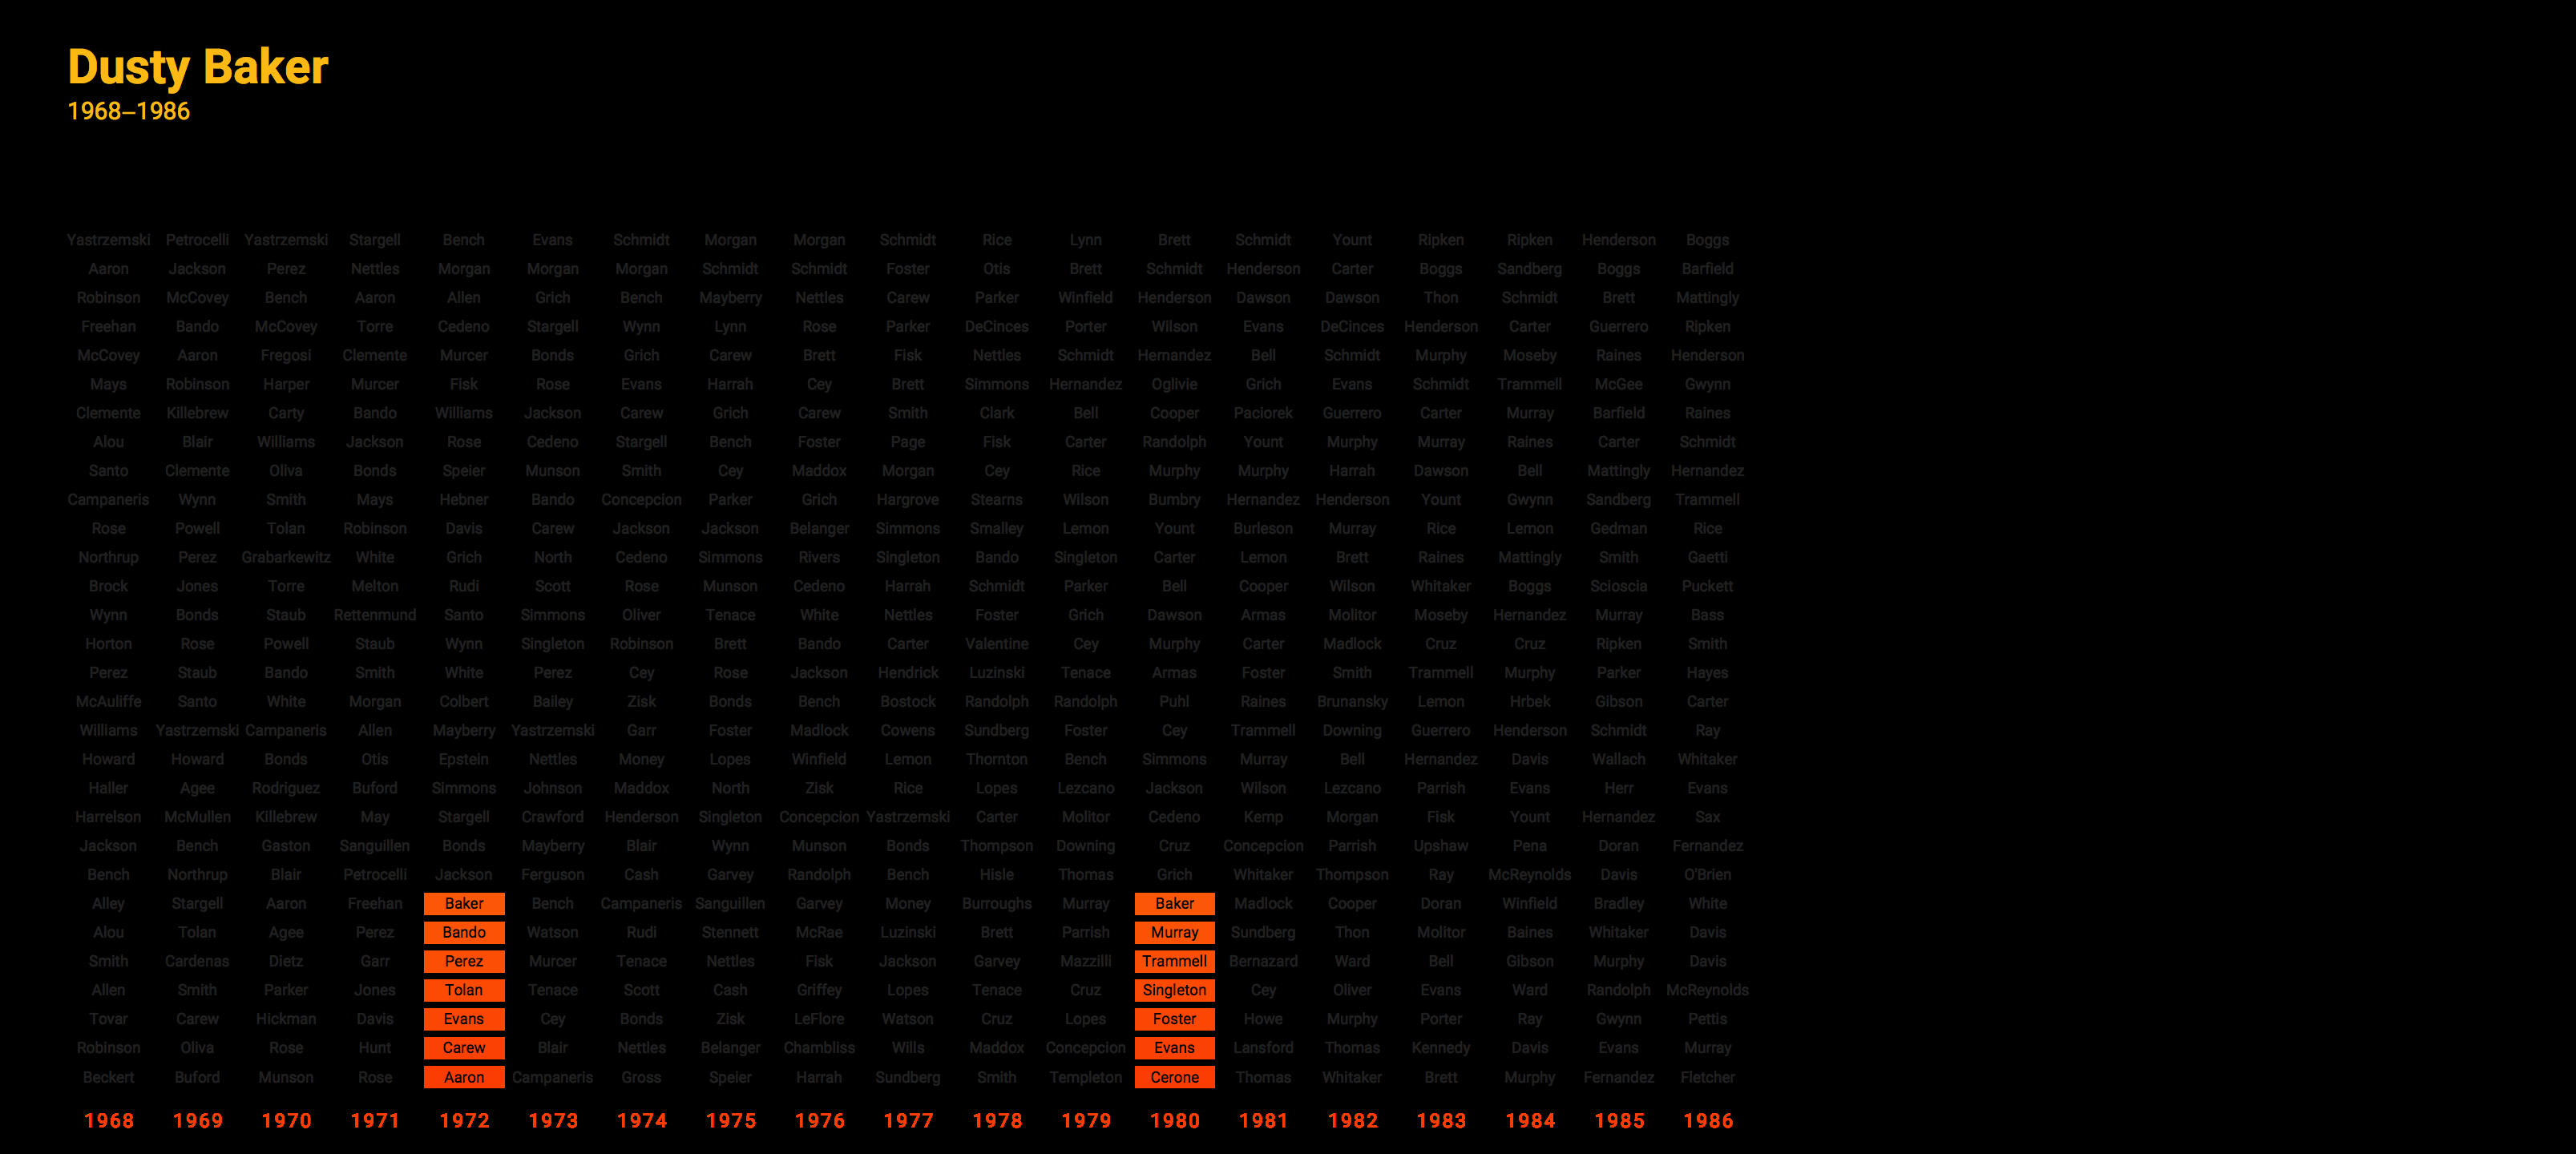 Dusty Baker
1968–1986
Yastrzemski Petrocelli Yastrzemski Stargell Bench Evans Schmidt Morgan Morgan Schmidt Rice Lynn Brett Schmidt Yount Ripken Ripken Henderson Boggs
Aaron Jackson Perez Nettles Morgan Morgan Morgan Schmidt Schmidt Foster Otis Brett Schmidt Henderson Carter Boggs Sandberg Boggs Barfield
Robinson McCovey Bench Aaron Allen Grich Bench Mayberry Nettles Carew Parker Winfield Henderson Dawson Dawson Thon Schmidt Brett Mattingly
Freehan Bando McCovey Torre Cedeno Stargell Wynn Lynn Rose Parker DeCinces Porter Wilson Evans DeCinces Henderson Carter Guerrero Ripken
McCovey Aaron Fregosi Clemente Murcer Bonds Grich Carew Brett Fisk Nettles Schmidt Hernandez Bell Schmidt Murphy Moseby Raines Henderson
Mays Robinson Harper Murcer Fisk Rose Evans Harrah Cey Brett Simmons Hernandez Oglivie Grich Evans Schmidt Trammell McGee Gwynn
Clemente Killebrew Carty Bando Williams Jackson Carew Grich Carew Smith Clark Bell Cooper Paciorek Guerrero Carter Murray Barfield Raines
Alou Blair Williams Jackson Rose Cedeno Stargell Bench Foster Page Fisk Carter Randolph Yount Murphy Murray Raines Carter Schmidt
Santo Clemente Oliva Bonds Speier Munson Smith Cey Maddox Morgan Cey Rice Murphy Murphy Harrah Dawson Bell Mattingly Hernandez
Campaneris Wynn Smith Mays Hebner Bando Concepcion Parker Grich Hargrove Stearns Wilson Bumbry Hernandez Henderson Yount Gwynn Sandberg Trammell
Rose Powell Tolan Robinson Davis Carew Jackson Jackson Belanger Simmons Smalley Lemon Yount Burleson Murray Rice Lemon Gedman Rice
Northrup Perez Grabarkewitz White Grich North Cedeno Simmons Rivers Singleton Bando Singleton Carter Lemon Brett Raines Mattingly Smith Gaetti
Brock Jones Torre Melton Rudi Scott Rose Munson Cedeno Harrah Schmidt Parker Bell Cooper Wilson Whitaker Boggs Scioscia Puckett
Wynn Bonds Staub Rettenmund Santo Simmons Oliver Tenace White Nettles Foster Grich Dawson Armas Molitor Moseby Hernandez Murray Bass
Horton Rose Powell Staub Wynn Singleton Robinson Brett Bando Carter Valentine Cey Murphy Carter Madlock Cruz Cruz Ripken Smith
Perez Staub Bando Smith White Perez Cey Rose Jackson Hendrick Luzinski Tenace Armas Foster Smith Trammell Murphy Parker Hayes
McAuliffe Santo White Morgan Colbert Bailey Zisk Bonds Bench Bostock Randolph Randolph Puhl Raines Brunansky Lemon Hrbek Gibson Carter
Williams Yastrzemski Campaneris Allen Mayberry Yastrzemski Garr Foster Madlock Cowens Sundberg Foster Cey Trammell Downing Guerrero Henderson Schmidt Ray
Howard Howard Bonds Otis Epstein Nettles Money Lopes Winfield Lemon Thornton Bench Simmons Murray Bell Hernandez Davis Wallach Whitaker
Haller Agee Rodriguez Buford Simmons Johnson Maddox North Zisk Rice Lopes Lezcano Jackson Wilson Lezcano Parrish Evans Herr Evans
Harrelson McMullen Killebrew May Stargell Crawford Henderson Singleton Concepcion Yastrzemski Carter Molitor Cedeno Kemp Morgan Fisk Yount Hernandez Sax
Jackson Bench Gaston Sanguillen Bonds Mayberry Blair Wynn Munson Bonds Thompson Downing Cruz Concepcion Parrish Upshaw Pena Doran Fernandez
Bench Northrup Blair Petrocelli Jackson Ferguson Cash Garvey Randolph Bench Hisle Thomas Grich Whitaker Thompson Ray McReynolds Davis O'Brien
Alley Stargell Aaron Freehan Baker Bench Campaneris Sanguillen Garvey Money Burroughs Murray Baker Madlock Cooper Doran Winfield Bradley White
Alou Tolan Agee Perez Bando Watson Rudi Stennett McRae Luzinski Brett Parrish Murray Sundberg Thon Molitor Baines Whitaker Davis
Smith Cardenas Dietz Garr Perez Murcer Tenace Nettles Fisk Jackson Garvey Mazzilli Trammell Bernazard Ward Bell Gibson Murphy Davis
Allen Smith Parker Jones Tolan Tenace Scott Cash Griffey Lopes Tenace Cruz Singleton Cey Oliver Evans Ward Randolph McReynolds
Tovar Carew Hickman Davis Evans Cey Bonds Zisk LeFlore Watson Cruz Lopes Foster Howe Murphy Porter Ray Gwynn Pettis
Robinson Oliva Rose Hunt Carew Blair Nettles Belanger Chambliss Wills Maddox Concepcion Evans Lansford Thomas Kennedy Davis Evans Murray
Beckert Buford Munson Rose Aaron Campaneris Gross Speier Harrah Sundberg Smith Templeton Cerone Thomas Whitaker Brett Murphy Fernandez Fletcher
1968 1969 1970 1971 1972 1973 1974 1975 1976 1977 1978 1979 1980 1981 1982 1983 1984 1985 1986